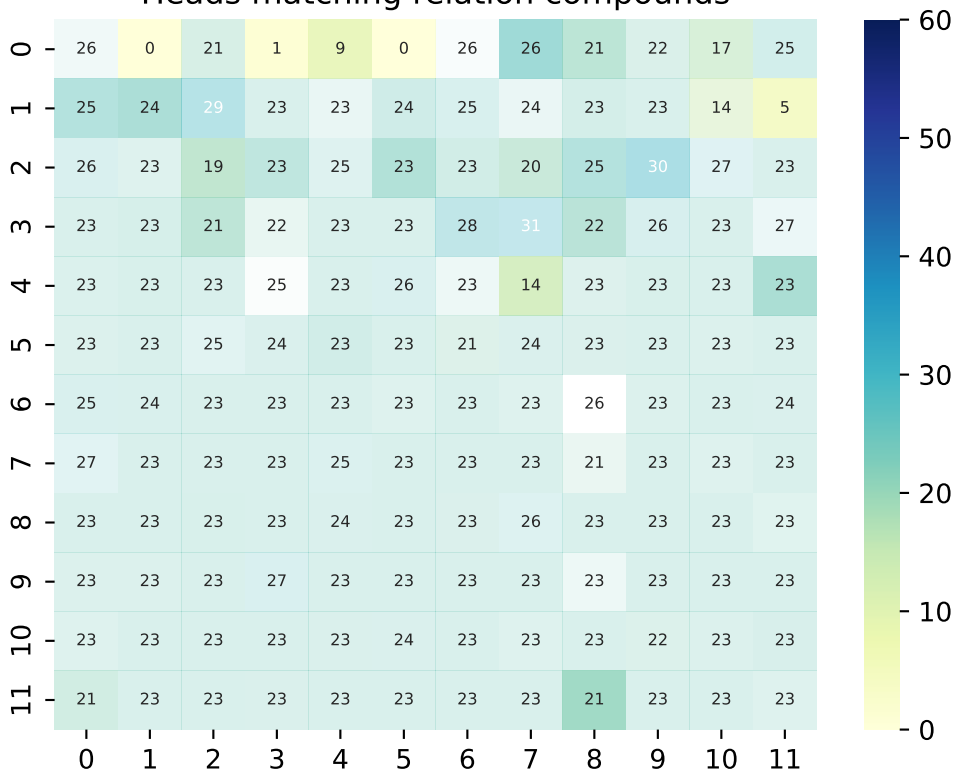 Heads matching relation compounds
0 26 0 21 1 9 0 26 26 21 22 17 25
1 25 24 29 23 23 24 25 24 23 23 14 5
2 26 23 19 23 25 23 23 20 25 30 27 23
3 23 23 21 22 23 23 28 31 22 26 23 27
4 23 23 23 25 23 26 23 14 23 23 23 23
5 23 23 25 24 23 23 21 24 23 23 23 23
6 25 24 23 23 23 23 23 23 26 23 23 24
7 27 23 23 23 25 23 23 23 21 23 23 23
8 23 23 23 23 24 23 23 26 23 23 23 23
9 23 23 23 27 23 23 23 23 23 23 23 23
10 23 23 23 23 23 24 23 23 23 22 23 23
11 21 23 23 23 23 23 23 23 21 23 23 23
0 1 2 3 4 5 6 7 8 9 10 11
60
50
40
30
20
10
0